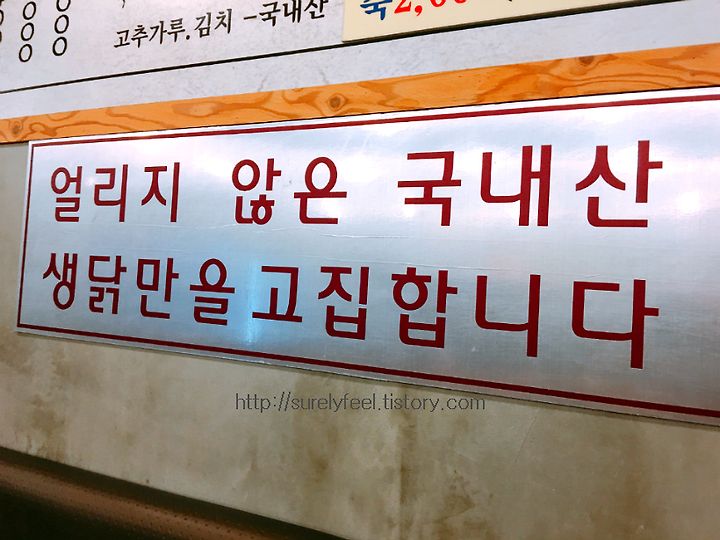 고추가루.김치 -국내산
얼리지 않은 국내산
생닭만을 고집합니다
http://surelyfeel.tistory.com